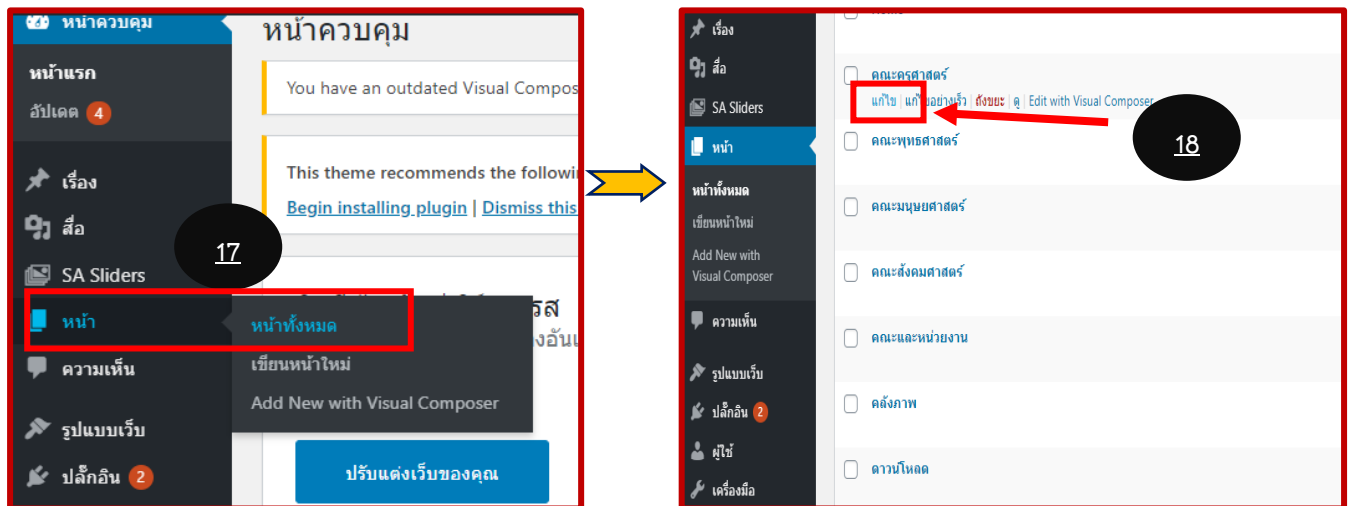 หน้าควบคุม
หน้าแรก
อัปเดต 4
เรื่อง
สื่อ
SA Sliders
หน้า
ความเห็น
รูปแบบเว็บ
ปลั๊กอิน 2
หน้าควบคุม
You have an outdated Visual Compos
This theme recommends the followi
Begin installing plugin | Dismiss this
17
หน้าทั้งหมด
เขียนหน้าใหม่
Add New with Visual Composer
รส
ปรับแต่งเว็บของคุณ
เรื่อง
สื่อ
SA Sliders
หน้า
หน้าทั้งหมด
เขียนหน้าใหม่
Add New with
Visual Composer
ความเห็น
รูปแบบเว็บ
ปลั๊กอิน 2
ผู้ใช้
เครื่องมือ
คณะครุศาสตร์
แก้ไข | แก้ไขอย่างเร็ว | ถังขยะ | ดู | Edit with Visual Composer
18
คณะพุทธศาสตร์
คณะมนุษยศาสตร์
คณะสังคมศาสตร์
คณะและหน่วยงาน
คลังภาพ
ดาวน์โหลด